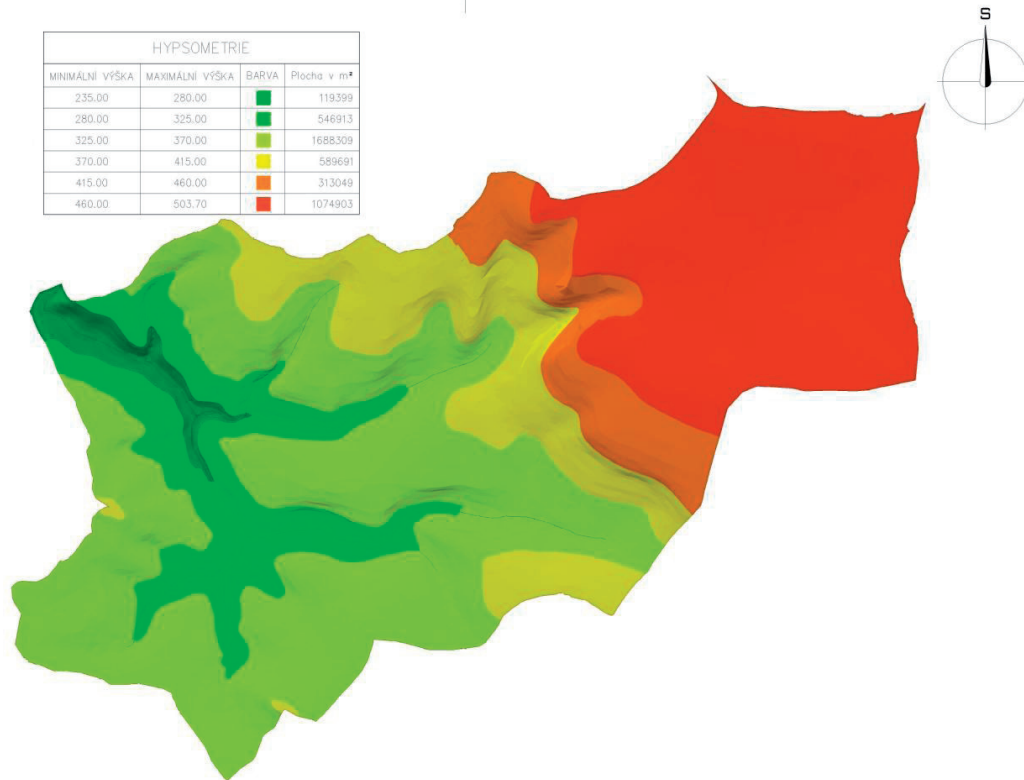 HYPSOMETRIE
MINIMÁLNÍ VÝŠKA MAXIMÁLNÍ VÝŠKA BARVA Plocha v m²
235.00 280.00 119399
280.00 325.00 546913
325.00 370.00 1688309
370.00 415.00 589691
415.00 460.00 313049
460.00 503.70 1074903
S